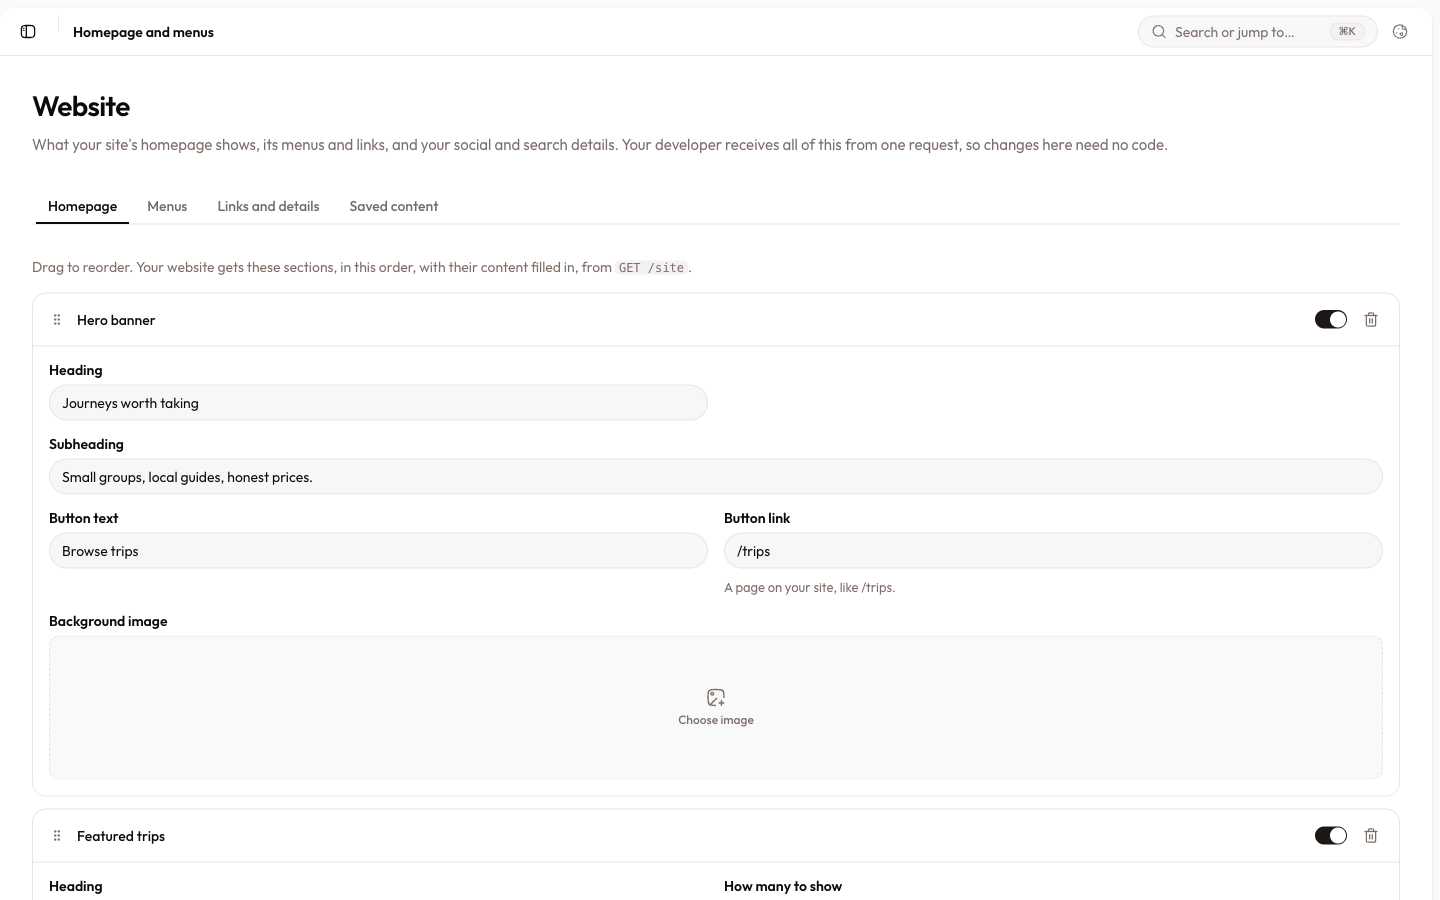 Homepage and menus
Search or jump to...
⌘K
Website
What your site's homepage shows, its menus and links, and your social and search details. Your developer receives all of this from one request, so changes here need no code.
Homepage
Menus
Links and details
Saved content
Drag to reorder. Your website gets these sections, in this order, with their content filled in, from GET /site.
Hero banner
Heading
Journeys worth taking
Subheading
Small groups, local guides, honest prices.
Button text
Button link
Browse trips
/trips
A page on your site, like /trips.
Background image
Choose image
Featured trips
Heading
How many to show